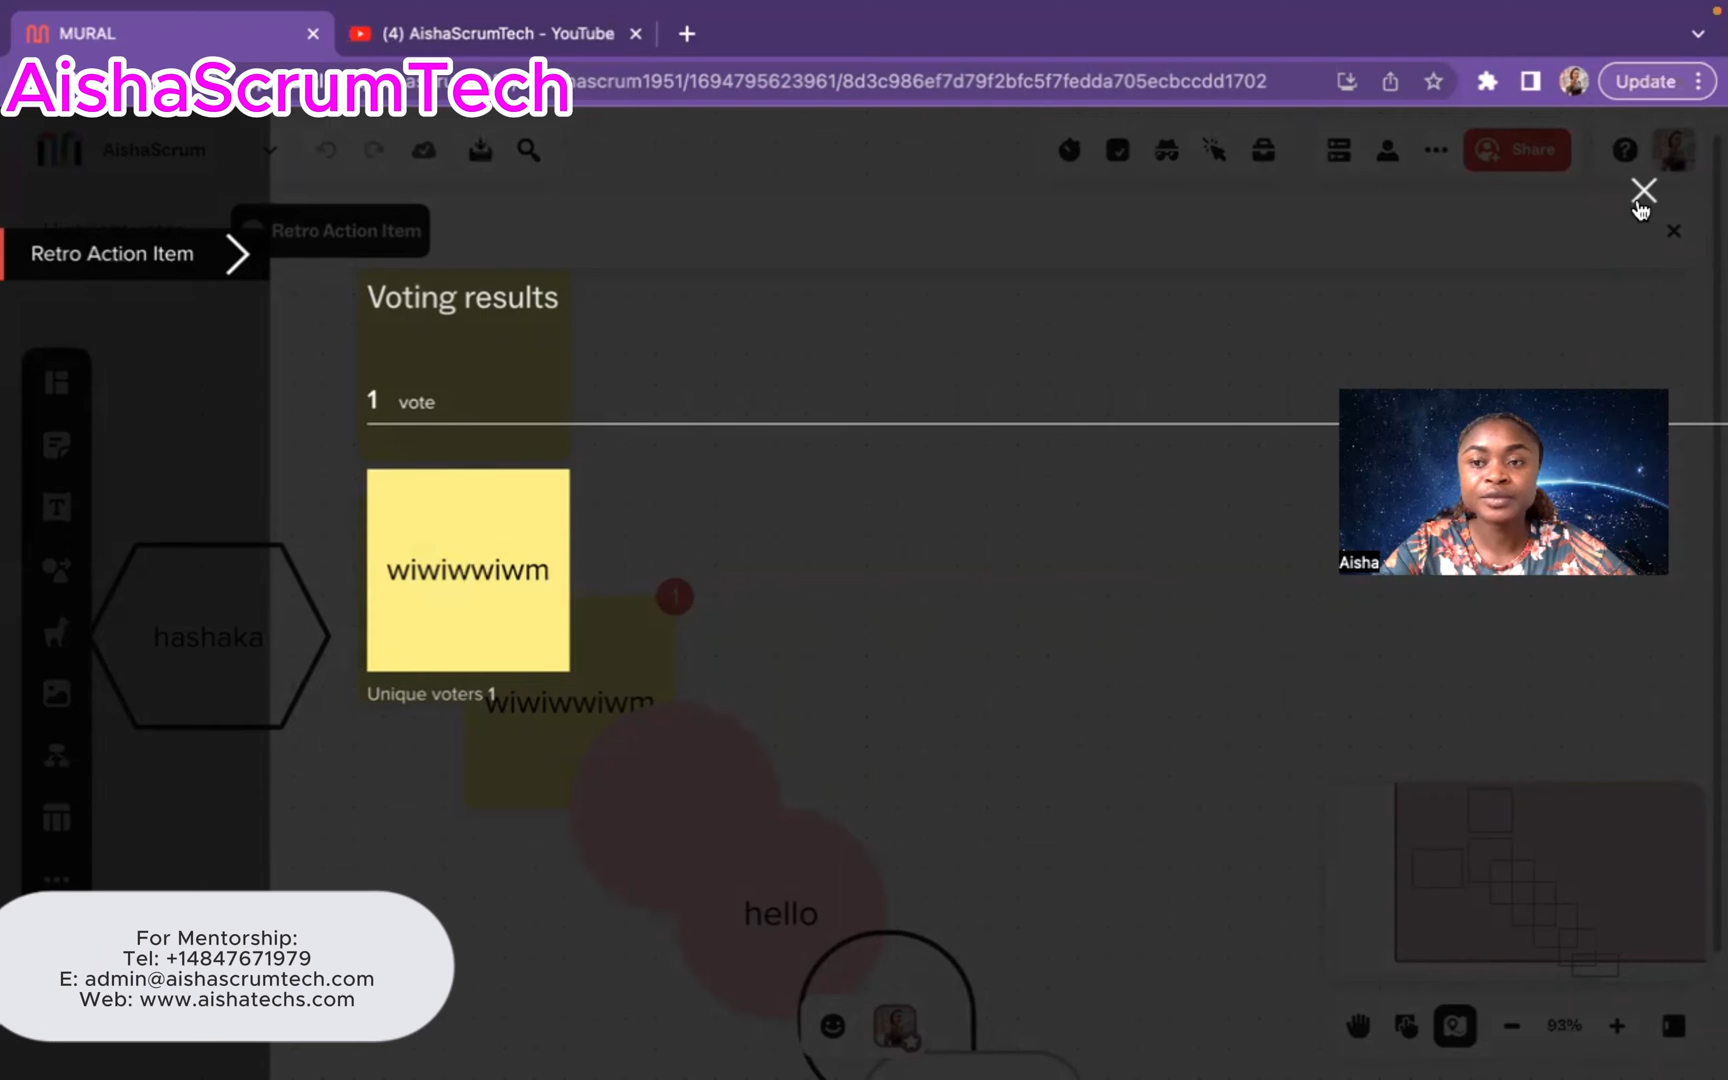 MURAL
(4) AishaScrumTech - YouTube
AishaScrumTech
ascrum1951/1694795623961/8d3c986ef7d79f2bfc5f7fedda705ecbccdd1702
Update
AishaScrum
Share
Retro Action Item
Retro Action Item
Voting results
1 vote
wiwiwwiwm
1
hashaka
Unique voters 1
wiwiwwiwm
Aisha
hello
For Mentorship:
Tel: +14847671979
E: admin@aishascrumtech.com
Web: www.aishatechs.com
93%